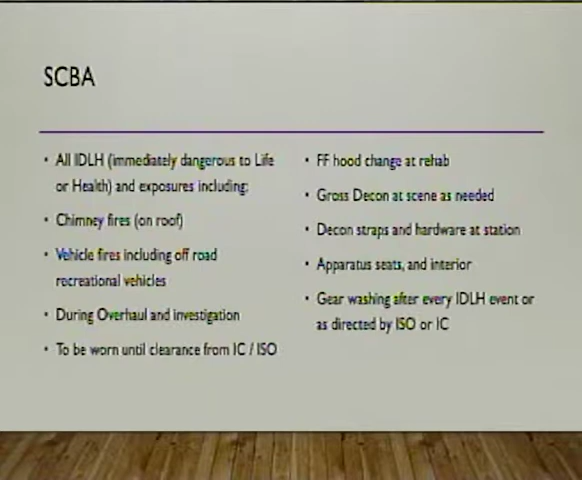 SCBA
• All IDLH (immediately dangerous to Life
or Health) and exposures including:
• Chimney fires (on roof)
• Vehicle fires including off road
recreational vehicles
• During Overhaul and investigation
• To be worn until clearance from IC / ISO
• FF hood change at rehab
• Gross Decon at scene as needed
• Decon straps and hardware at station
• Apparatus seats, and interior
• Gear washing after every IDLH event or
as directed by ISO or IC